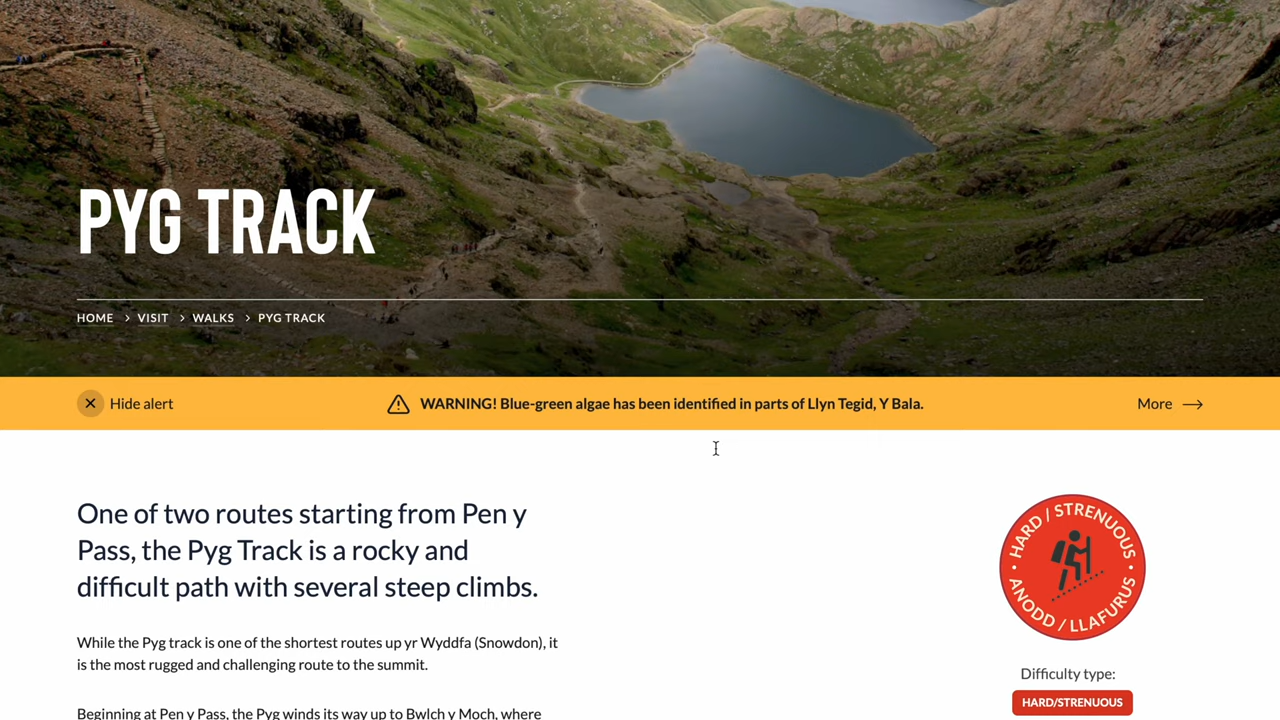 PYG TRACK
HOME > VISIT > WALKS > PYG TRACK
Hide alert
WARNING! Blue-green algae has been identified in parts of Llyn Tegid, Y Bala.
More
One of two routes starting from Pen y
Pass, the Pyg Track is a rocky and
difficult path with several steep climbs.
While the Pyg track is one of the shortest routes up yr Wyddfa (Snowdon), it
is the most rugged and challenging route to the summit.
Beginning at Pen y Pass, the Pyg winds its way up to Bwlch y Moch, where
HARD / STRENUOUS
ANODD / LLAFURUS
Difficulty type:
HARD/STRENUOUS